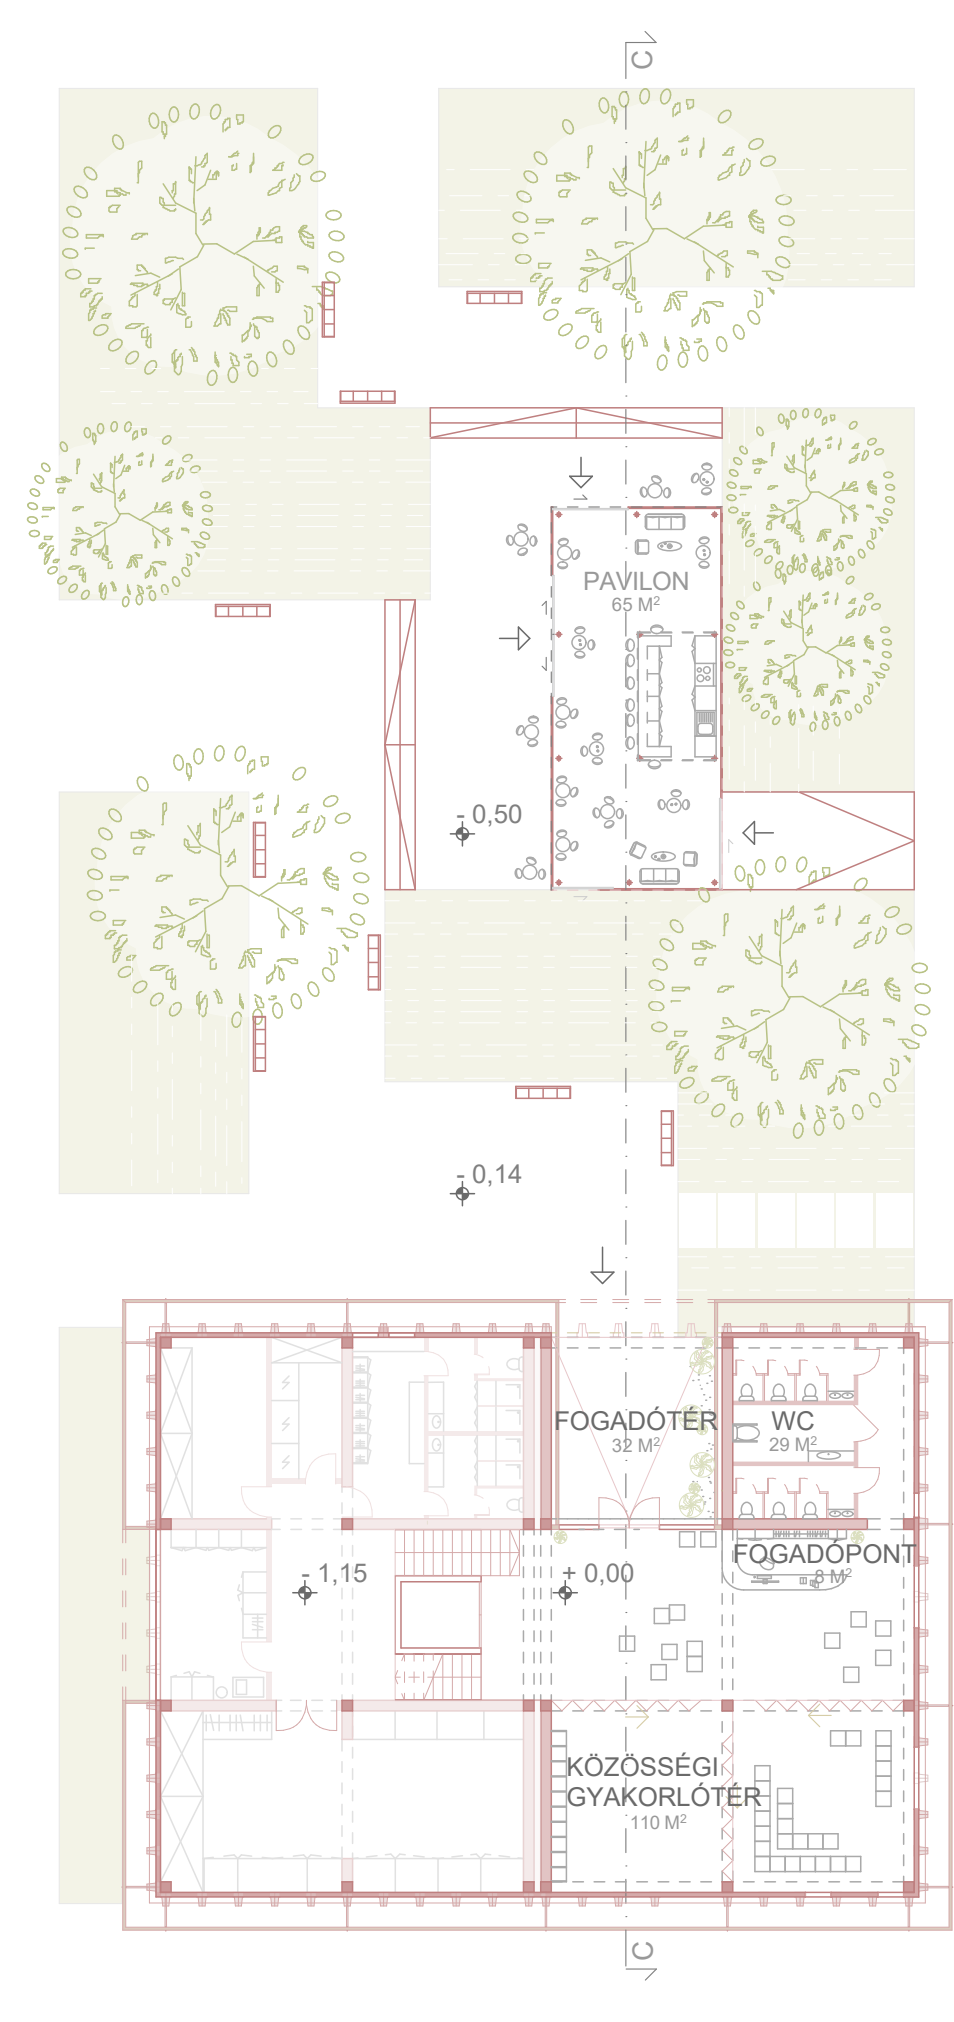 C
PAVILON
65 M²
- 0,50
- 0,14
FOGADÓTÉR
32 M²
WC
29 M²
FOGADÓPONT
8 M²
- 1,15
+ 0,00
KÖZÖSSÉGI
GYAKORLÓTÉR
110 M²
C